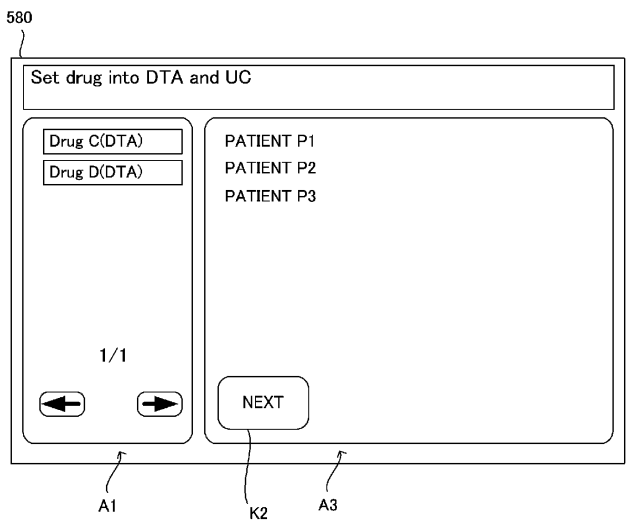 580
Set drug into DTA and UC
Drug C(DTA)
Drug D(DTA)
1/1
PATIENT P1
PATIENT P2
PATIENT P3
NEXT
A1
K2
A3